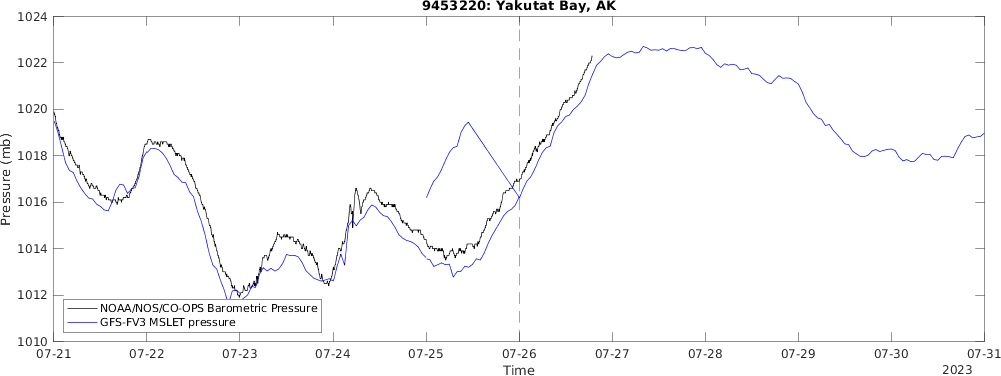 9453220: Yakutat Bay, AK
Pressure (mb)
1024
1022
1020
1018
1016
1014
1012
1010
NOAA/NOS/CO-OPS Barometric Pressure
GFS-FV3 MSLET pressure
07-21 07-22 07-23 07-24 07-25 07-26 07-27 07-28 07-29 07-30 07-31
Time
2023